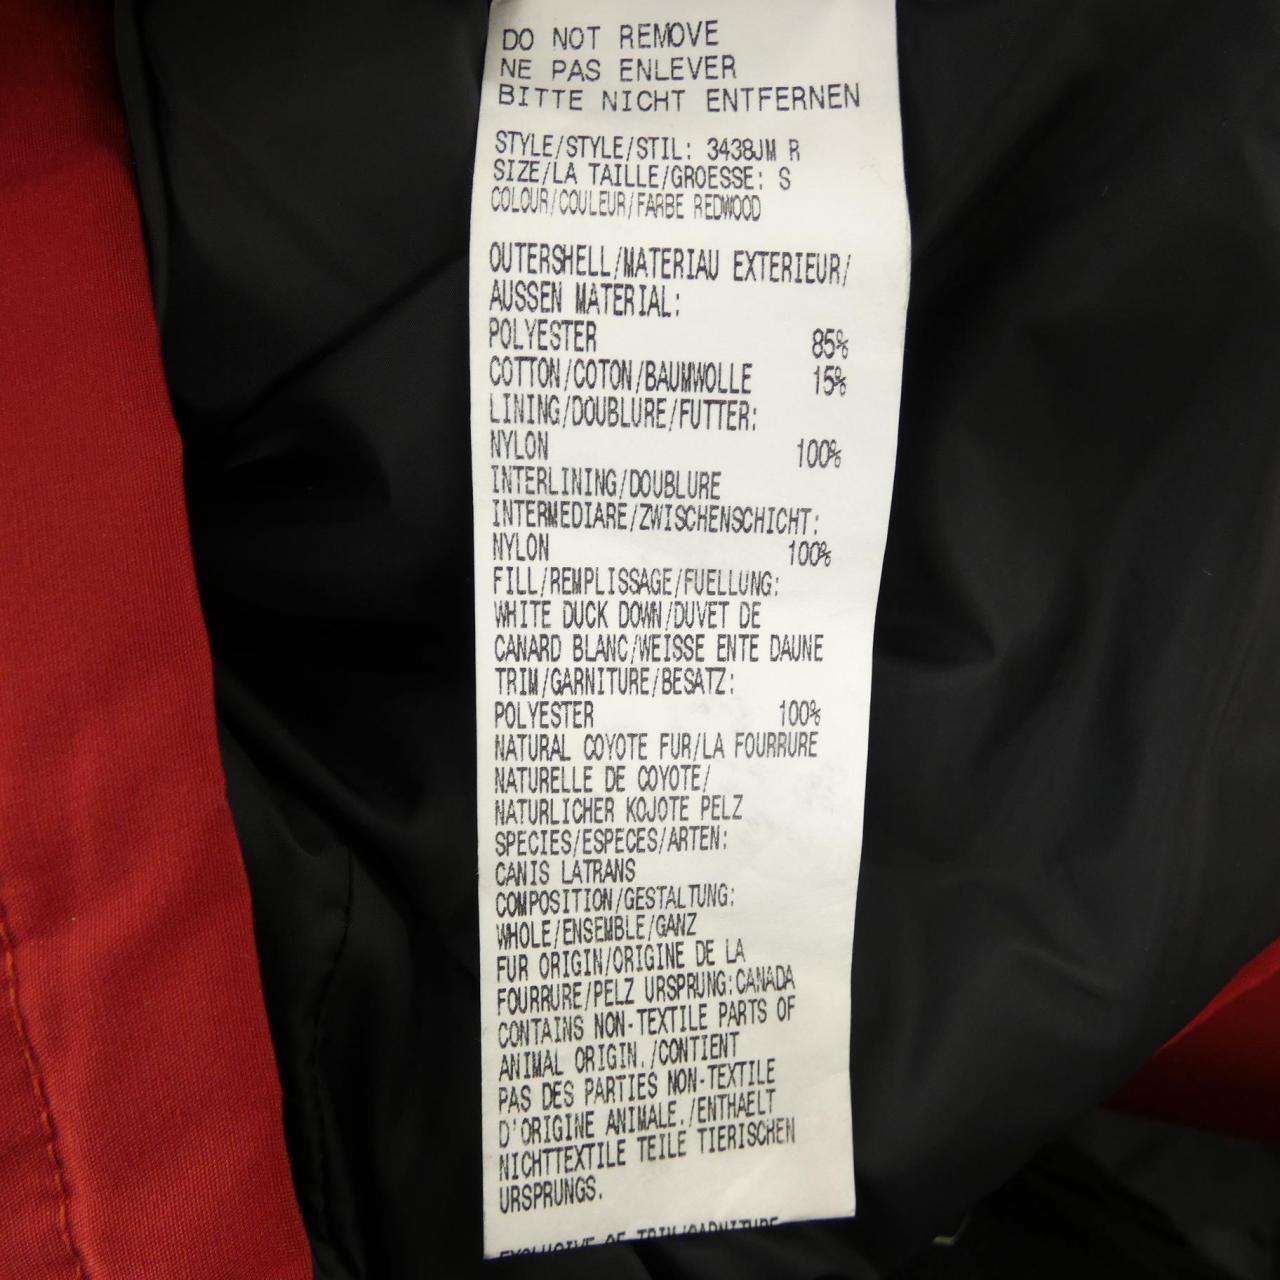 DO NOT REMOVE
NE PAS ENLEVER
BITTE NICHT ENTFERNEN
STYLE/STYLE/STIL: 3438JM R
SIZE/LA TAILLE/GROESSE: S
COLOUR/COULEUR/FARBE REDWOOD
OUTERSHELL/MATERIAU EXTERIEUR/
AUSSEN MATERIAL:
POLYESTER 85%
COTTON/COTON/BAUMWOLLE 15%
LINING/DOUBLURE/FUTTER:
NYLON 100%
INTERLINING/DOUBLURE
INTERMEDIARE/ZWISCHENSCHICHT:
NYLON 100%
FILL/REMPLISSAGE/FUELLUNG:
WHITE DUCK DOWN/DUVET DE
CANARD BLANC/WEISSE ENTE DAUNE
TRIM/GARNITURE/BESATZ:
POLYESTER 100%
NATURAL COYOTE FUR/LA FOURRURE
NATURELLE DE COYOTE/
NATURLICHER KOJOTE PELZ
SPECIES/ESPECES/ARTEN:
CANIS LATRANS
COMPOSITION/GESTALTUNG:
WHOLE/ENSEMBLE/GANZ
FUR ORIGIN/ORIGINE DE LA
FOURRURE/PELZ URSPRUNG:CANADA
CONTAINS NON-TEXTILE PARTS OF
ANIMAL ORIGIN./CONTIENT
PAS DES PARTIES NON-TEXTILE
D'ORIGINE ANIMALE./ENTHAELT
NICHTTEXTILE TEILE TIERISCHEN
URSPRUNGS.
EXCLUSIVE OF TRIM/GARNITURE